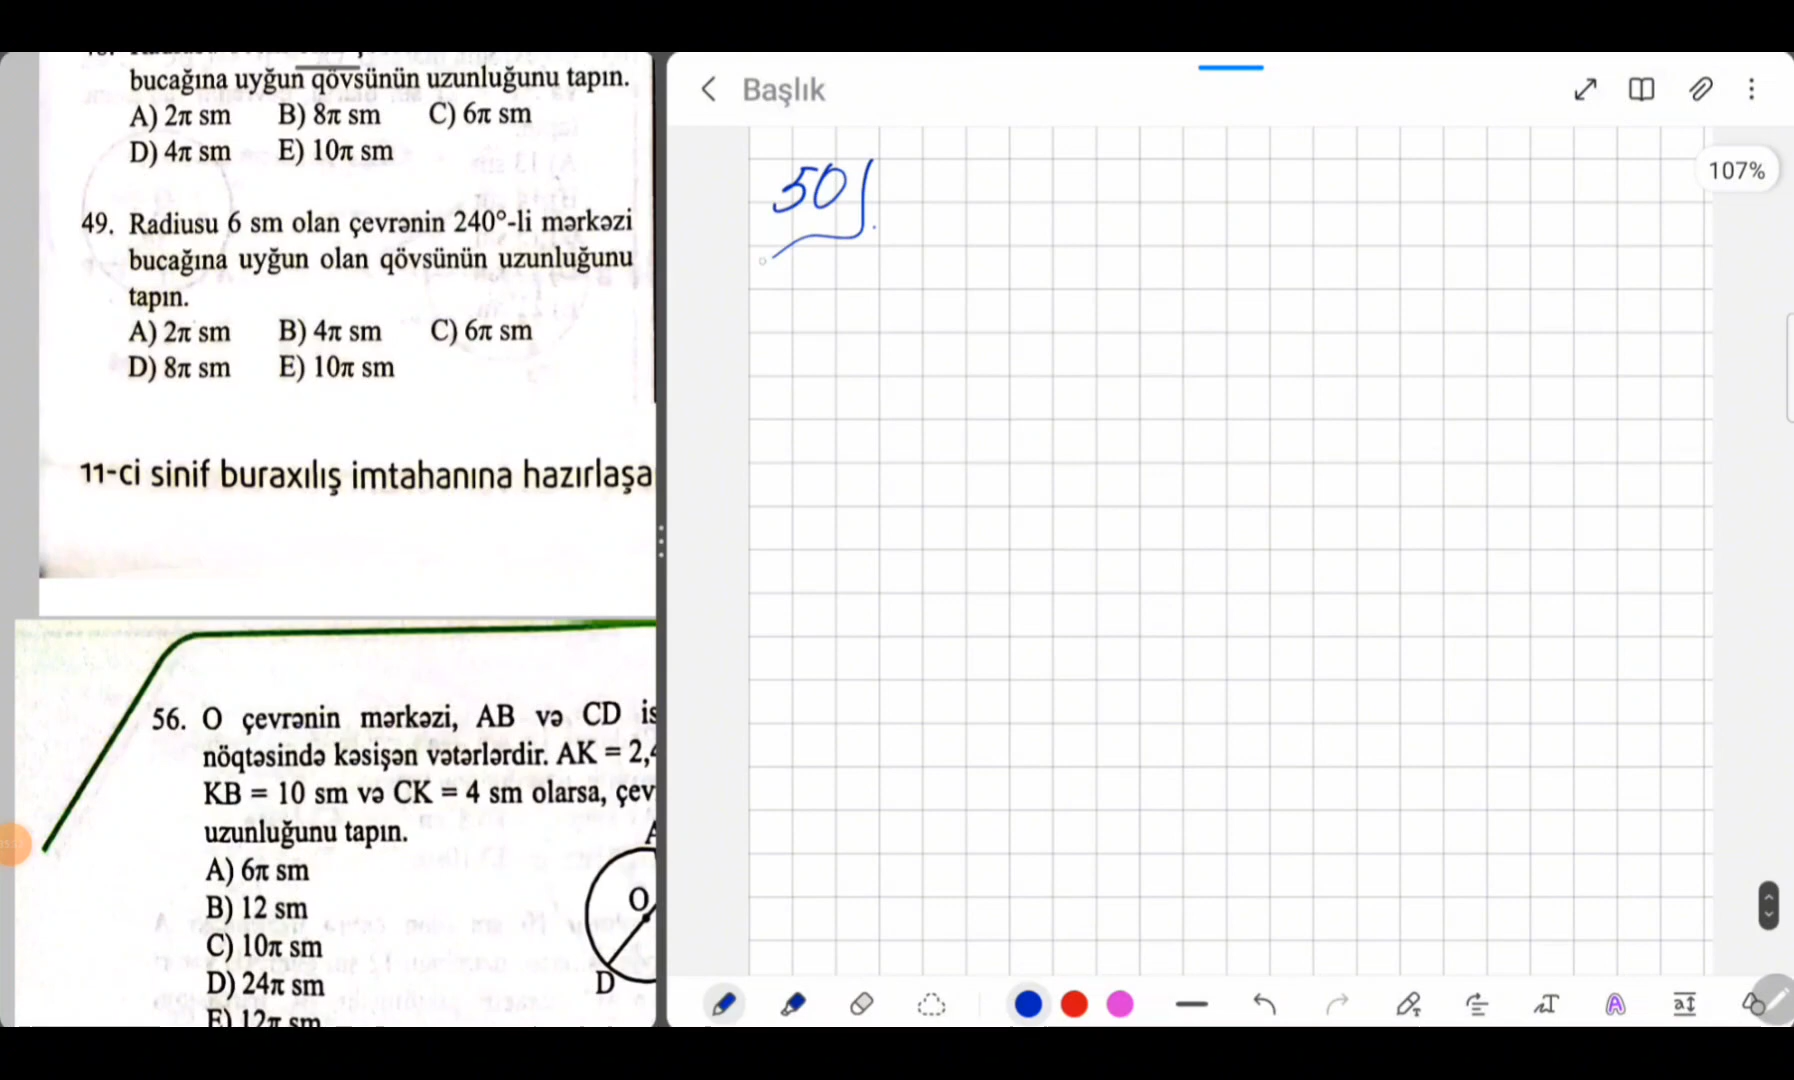 bucağına uyğun qövsünün uzunluğunu tapın.
A) 2π sm B) 8π sm C) 6π sm
D) 4π sm E) 10π sm
49. Radiusu 6 sm olan çevrənin 240°-li mərkəzi
bucağına uyğun olan qövsünün uzunluğunu
tapın.
A) 2π sm B) 4π sm C) 6π sm
D) 8π sm E) 10π sm
11-ci sinif buraxılış imtahanına hazırlaşa
56. O çevrənin mərkəzi, AB və CD is
nöqtəsində kəsişən vətərlərdir. AK = 2,4
KB = 10 sm və CK = 4 sm olarsa, çev
uzunluğunu tapın.
A) 6π sm
B) 12 sm
C) 10π sm
D) 24π sm
E) 12π sm
A
O
D
Başlık
107%
50